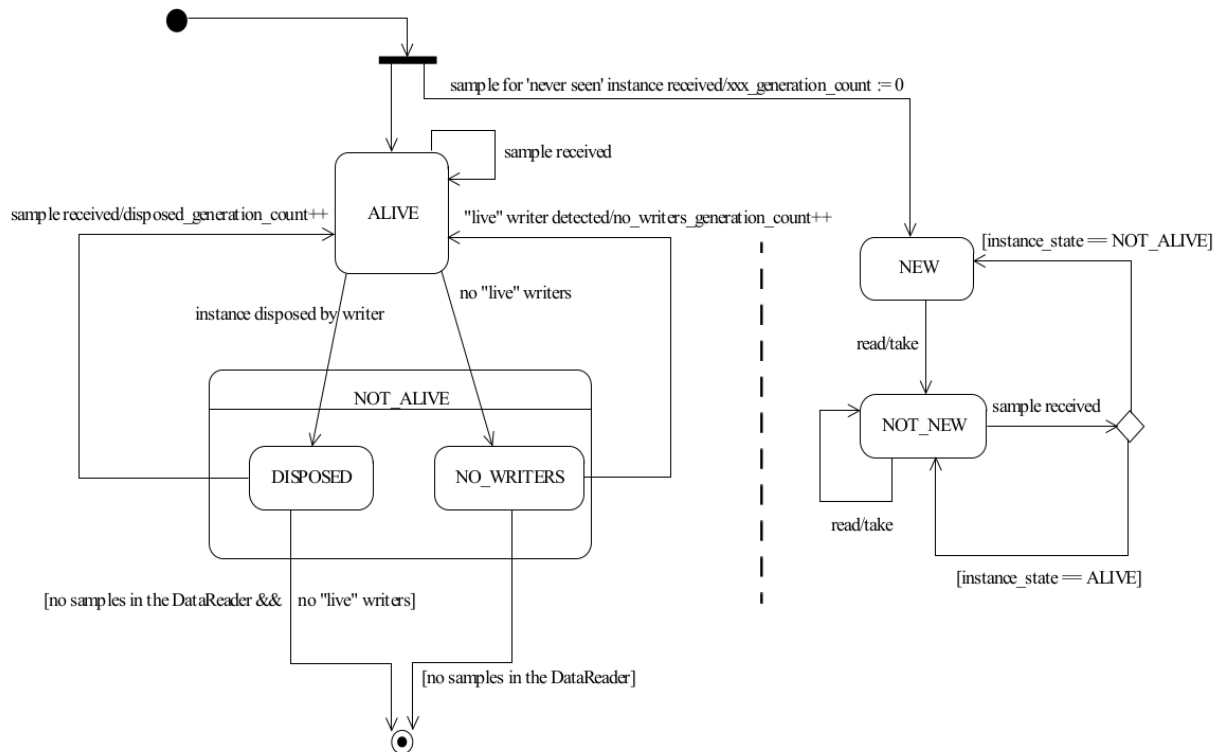 sample for 'never seen' instance received/xxx_generation_count := 0
sample received
sample received/disposed_generation_count++
ALIVE
"live" writer detected/no_writers_generation_count++
[instance_state == NOT_ALIVE]
NEW
no "live" writers
instance disposed by writer
read/take
NOT_ALIVE
sample received
NOT_NEW
DISPOSED
NO_WRITERS
read/take
[instance_state == ALIVE]
[no samples in the DataReader && no "live" writers]
[no samples in the DataReader]